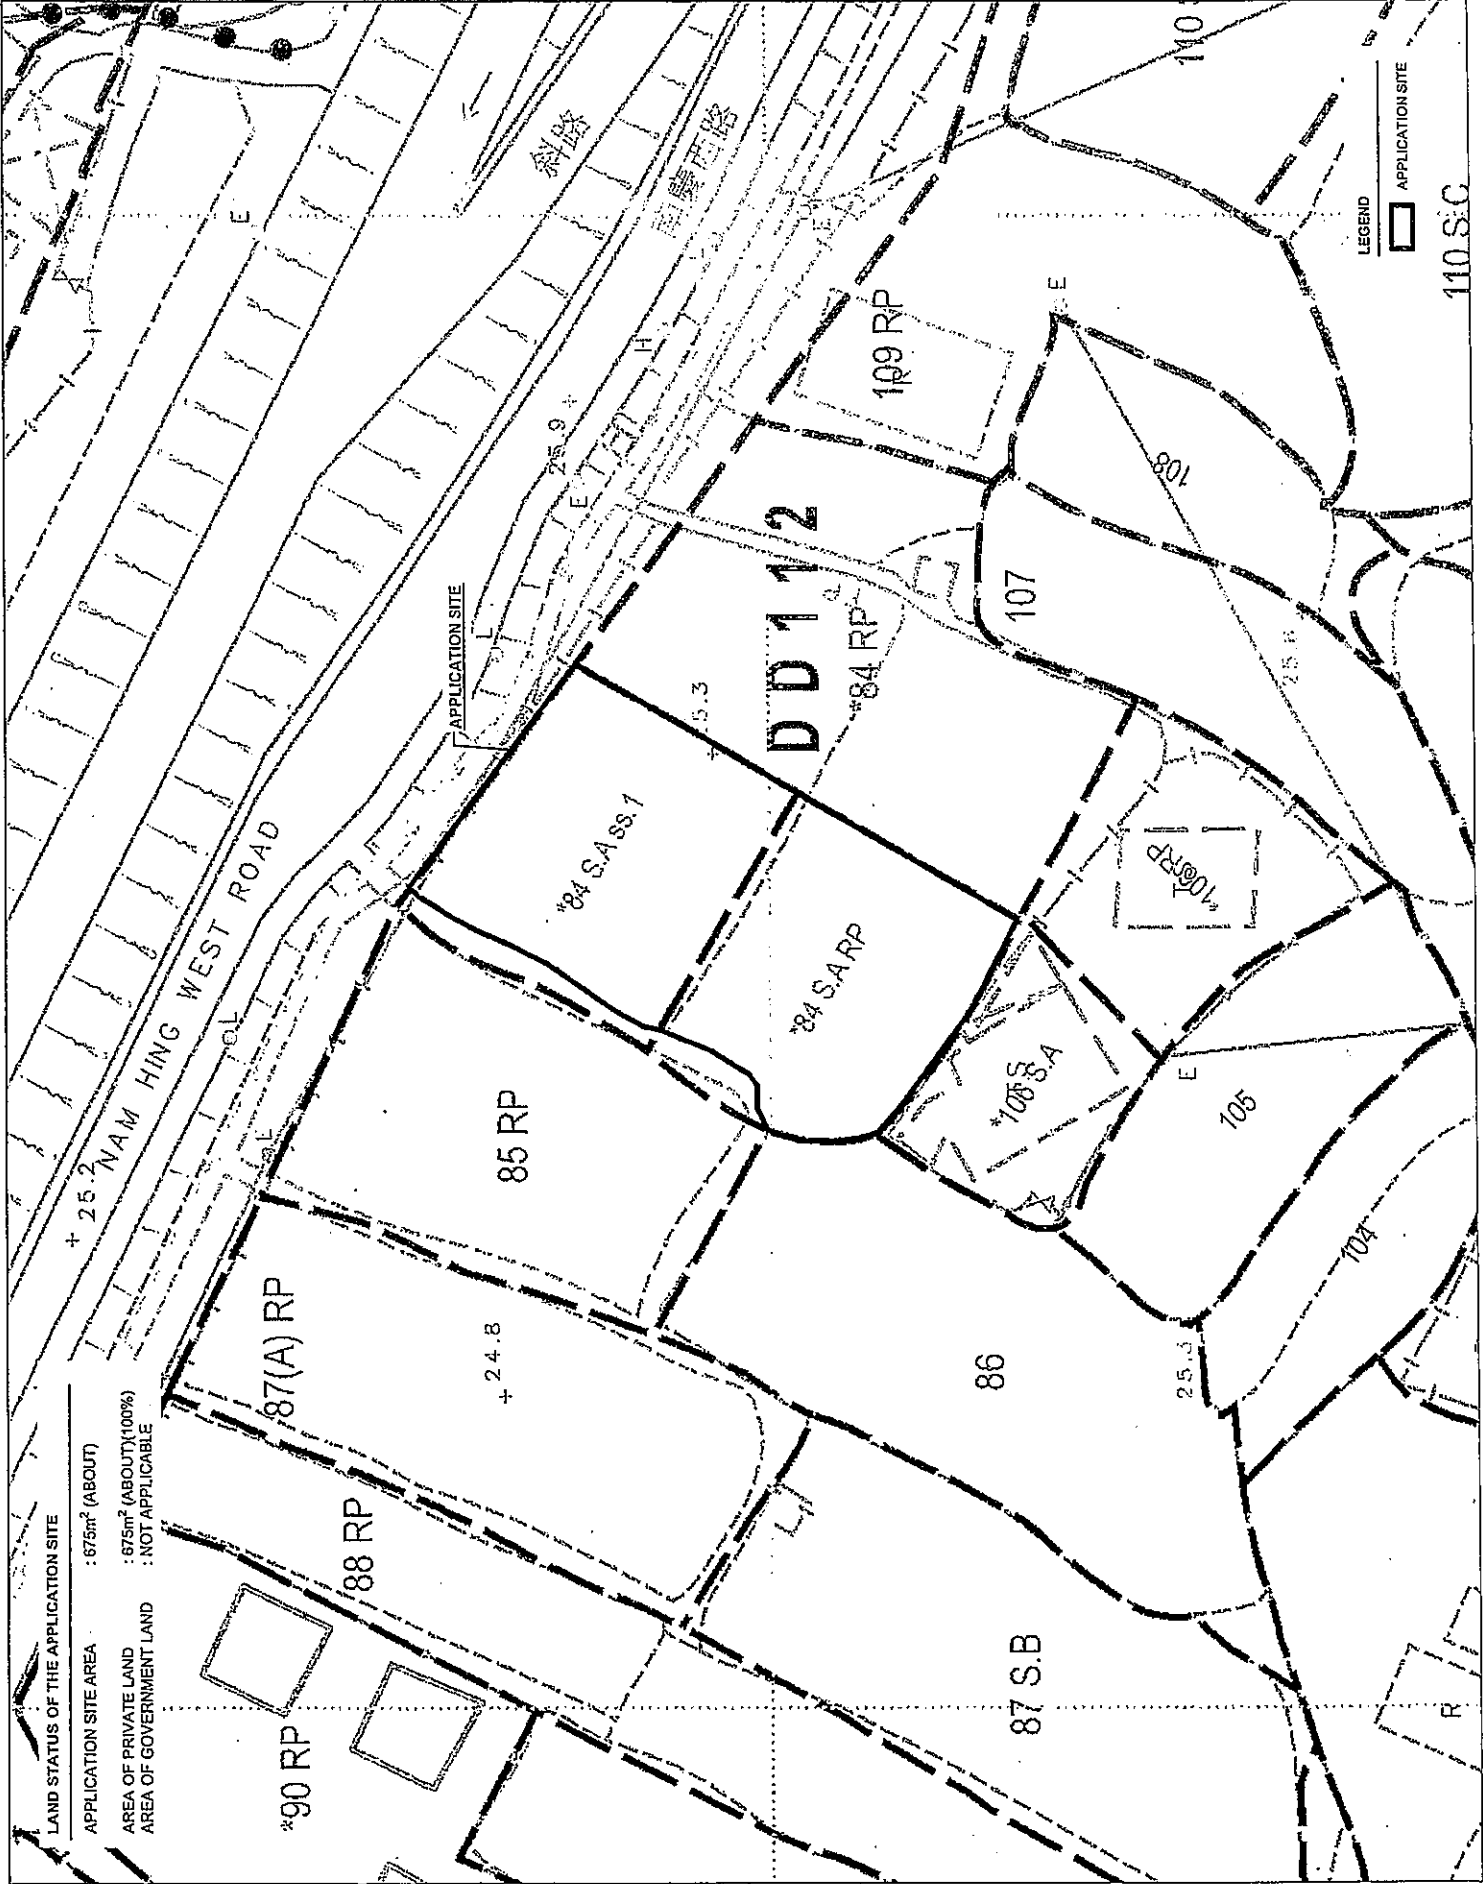 LAND STATUS OF THE APPLICATION SITE
APPLICATION SITE AREA : 675m² (ABOUT)
AREA OF PRIVATE LAND : 675m² (ABOUT)(100%)
AREA OF GOVERNMENT LAND : NOT APPLICABLE
+ 25.2
NAM HING WEST ROAD
斜路
APPLICATION SITE
25.9 +
E
E
E
H
L
L
L
*90 RP
88 RP
87(A) RP
+ 24.8
85 RP
*84 S.A ss.1
*84 S.A RP
DD112
*84 RP
109 RP
R
87 S.B
86
25.3
*106 S.A
105
104
E
107
108
E
110
110 S.C
R
LEGEND
APPLICATION SITE